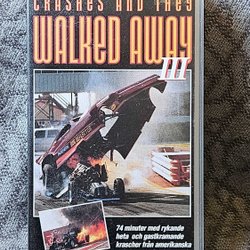 CRASHES AND THEY
WALKED AWAY
III
74 minuter med rykande
heta och gastkramande
krascher från amerikanska